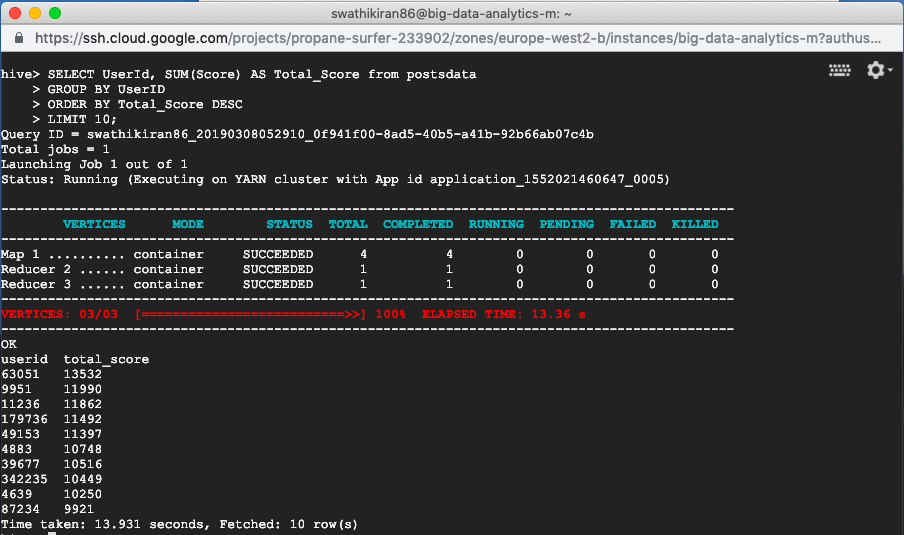 swathikiran86@big-data-analytics-m: ~
https://ssh.cloud.google.com/projects/propane-surfer-233902/zones/europe-west2-b/instances/big-data-analytics-m?authus...
hive> SELECT UserId, SUM(Score) AS Total_Score from postsdata
> GROUP BY UserID
> ORDER BY Total_Score DESC
> LIMIT 10;
Query ID = swathikiran86_20190308052910_0f941f00-8ad5-40b5-a41b-92b66ab07c4b
Total jobs = 1
Launching Job 1 out of 1
Status: Running (Executing on YARN cluster with App id application_1552021460647_0005)
----------------------------------------------------------------------------------------------
VERTICES MODE STATUS TOTAL COMPLETED RUNNING PENDING FAILED KILLED
----------------------------------------------------------------------------------------------
Map 1 .......... container SUCCEEDED 4 4 0 0 0 0
Reducer 2 ...... container SUCCEEDED 1 1 0 0 0 0
Reducer 3 ...... container SUCCEEDED 1 1 0 0 0 0
----------------------------------------------------------------------------------------------
VERTICES: 03/03 [==========================>>] 100% ELAPSED TIME: 13.36 s
----------------------------------------------------------------------------------------------
OK
userid total_score
63051 13532
9951 11990
11236 11862
179736 11492
49153 11397
4883 10748
39677 10516
342235 10449
4639 10250
87234 9921
Time taken: 13.931 seconds, Fetched: 10 row(s)